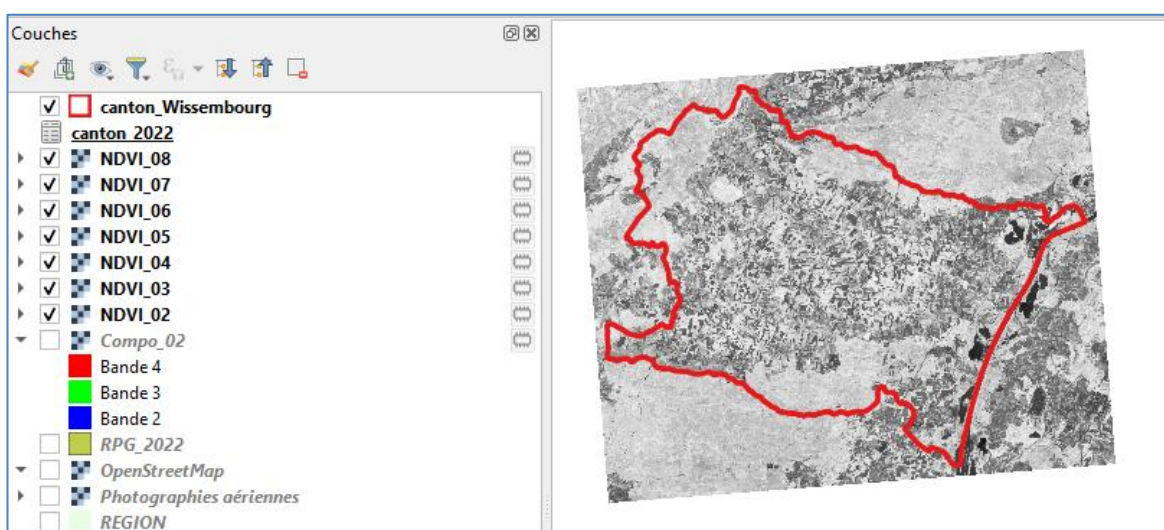 Couches
canton_Wissembourg
canton_2022
NDVI_08
NDVI_07
NDVI_06
NDVI_05
NDVI_04
NDVI_03
NDVI_02
Compo_02
Bande 4
Bande 3
Bande 2
RPG_2022
OpenStreetMap
Photographies aériennes
REGION